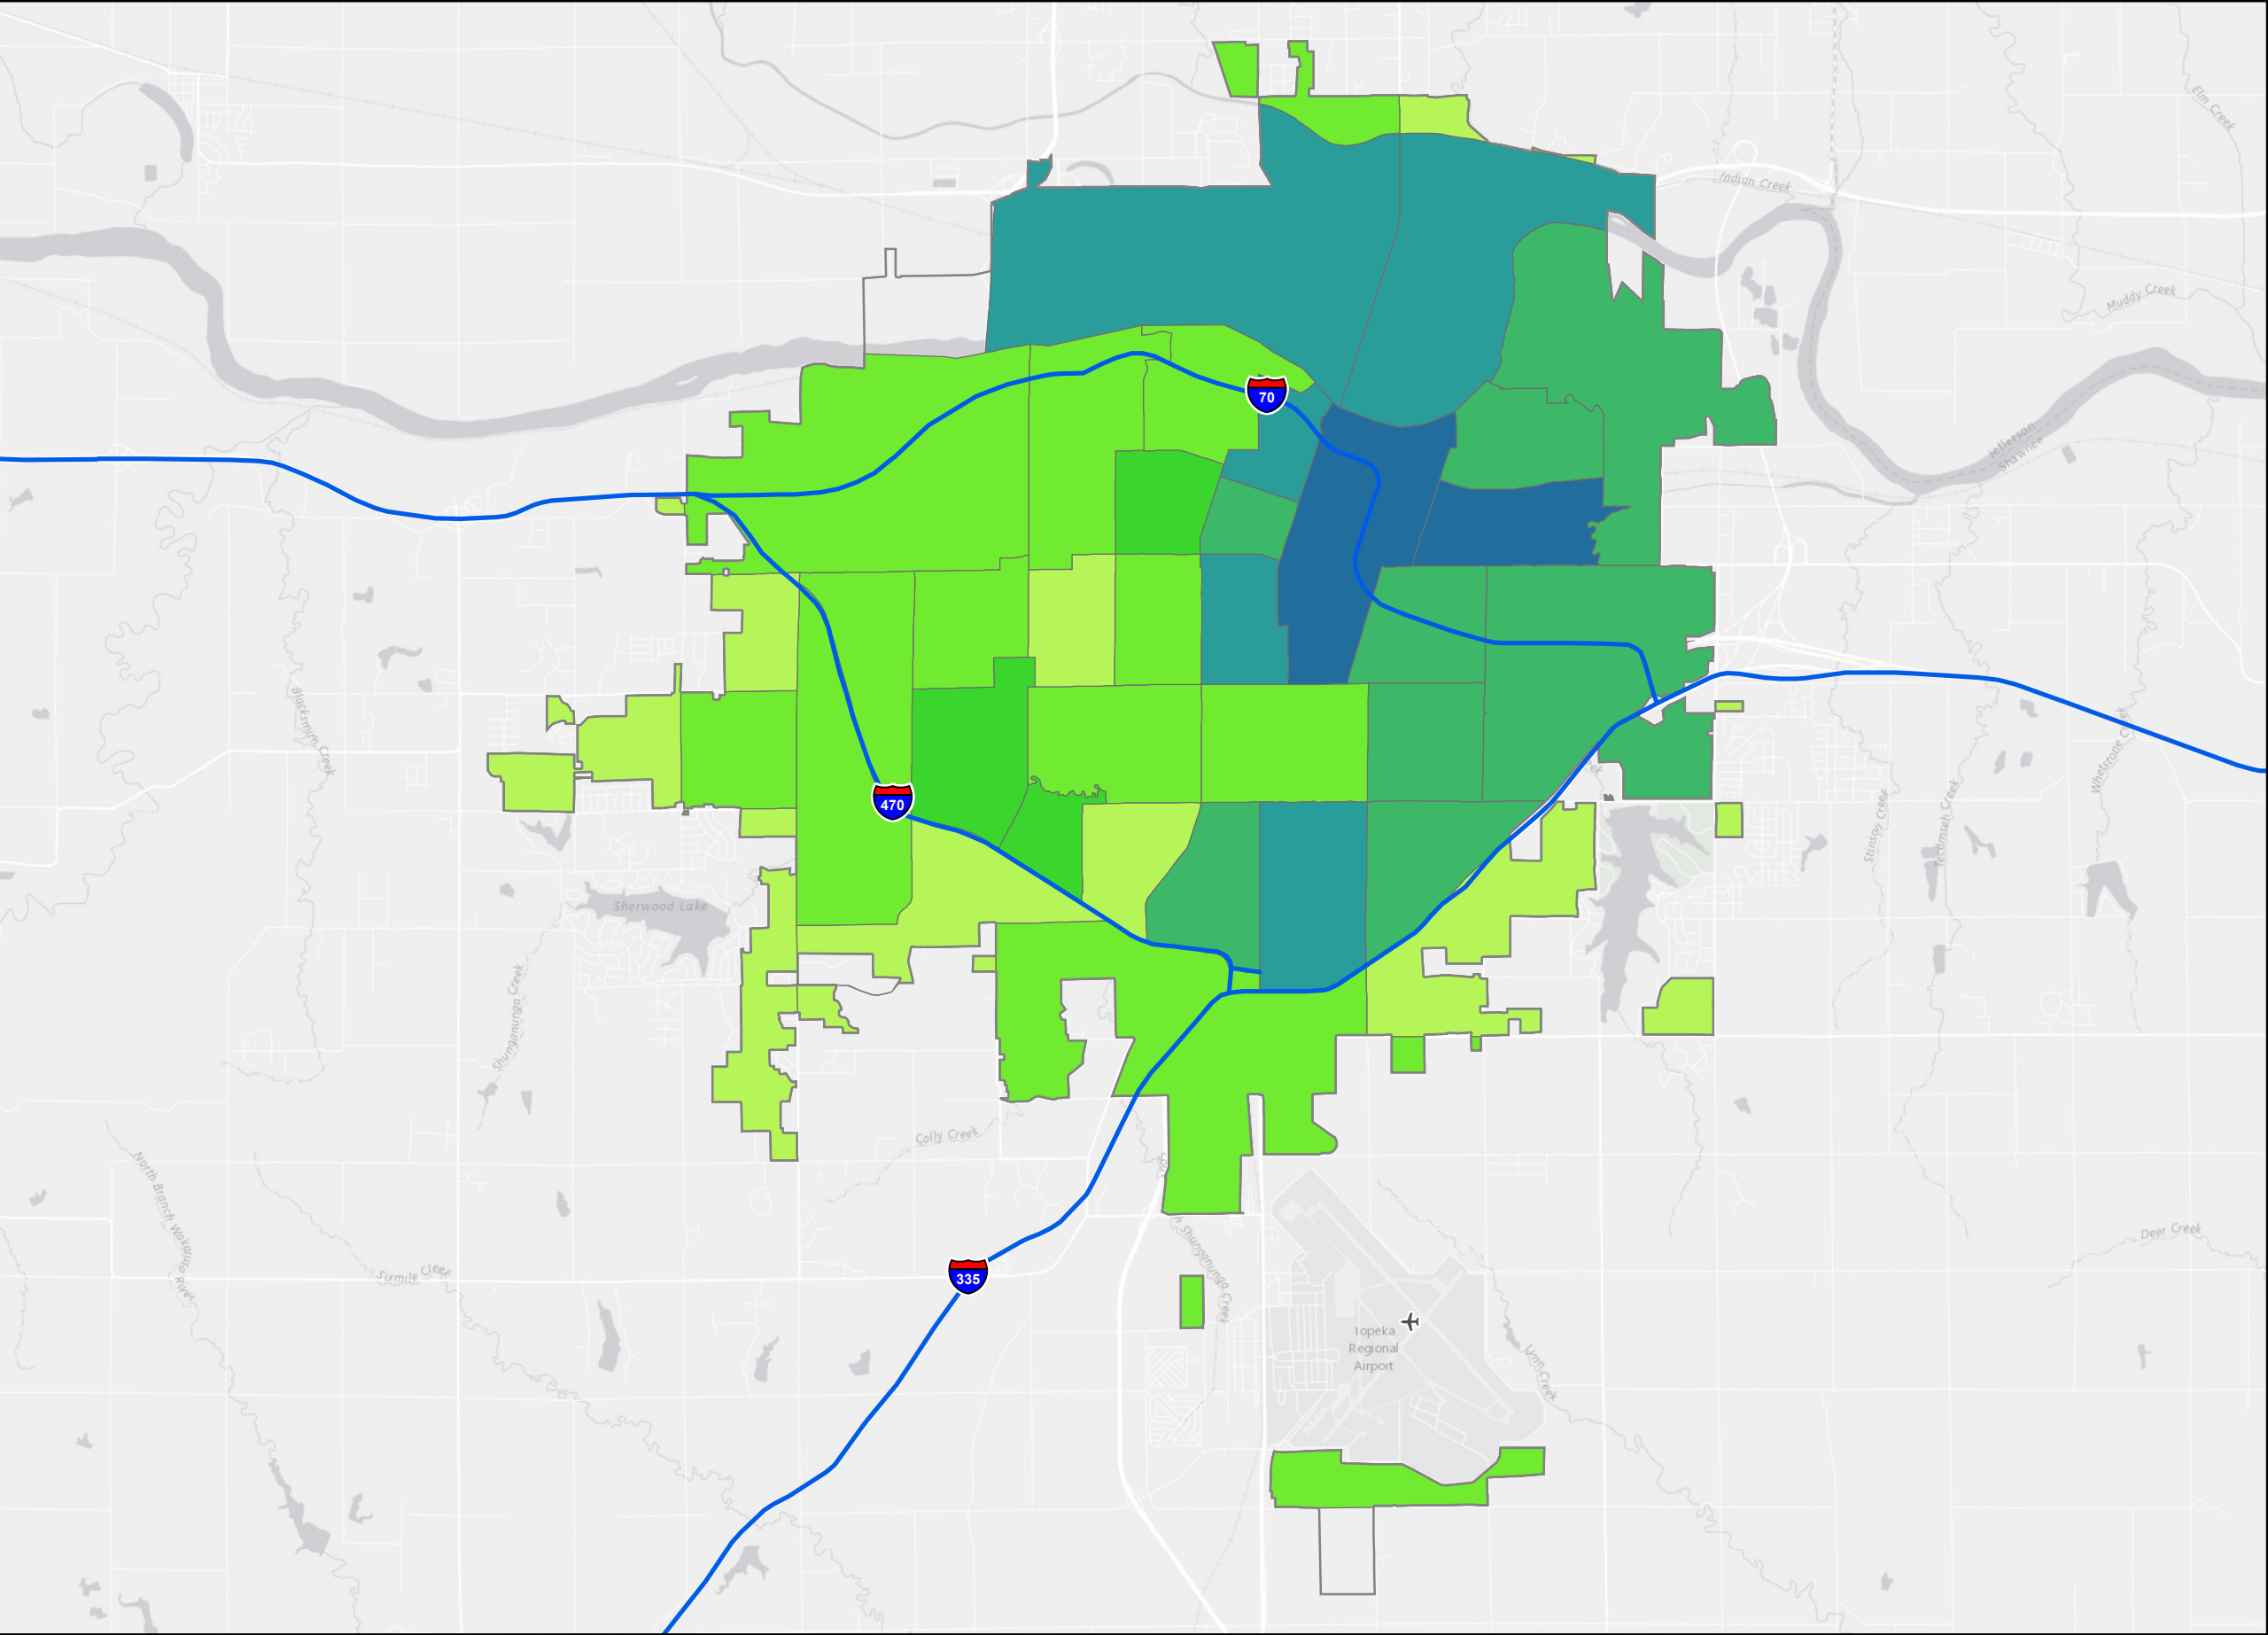 Elm Creek
Indian Creek
Muddy Creek
70
Jefferson
Shawnee
Blacksmith Creek
Whetstone Creek
470
Stinson Creek
Tecumseh Creek
Sherwood Lake
Shunganunga Creek
Colly Creek
North Branch Wakarusa River
Shunganunga Creek
Deer Creek
Sixmile Creek
335
Topeka
Regional
Airport
Lynn Creek